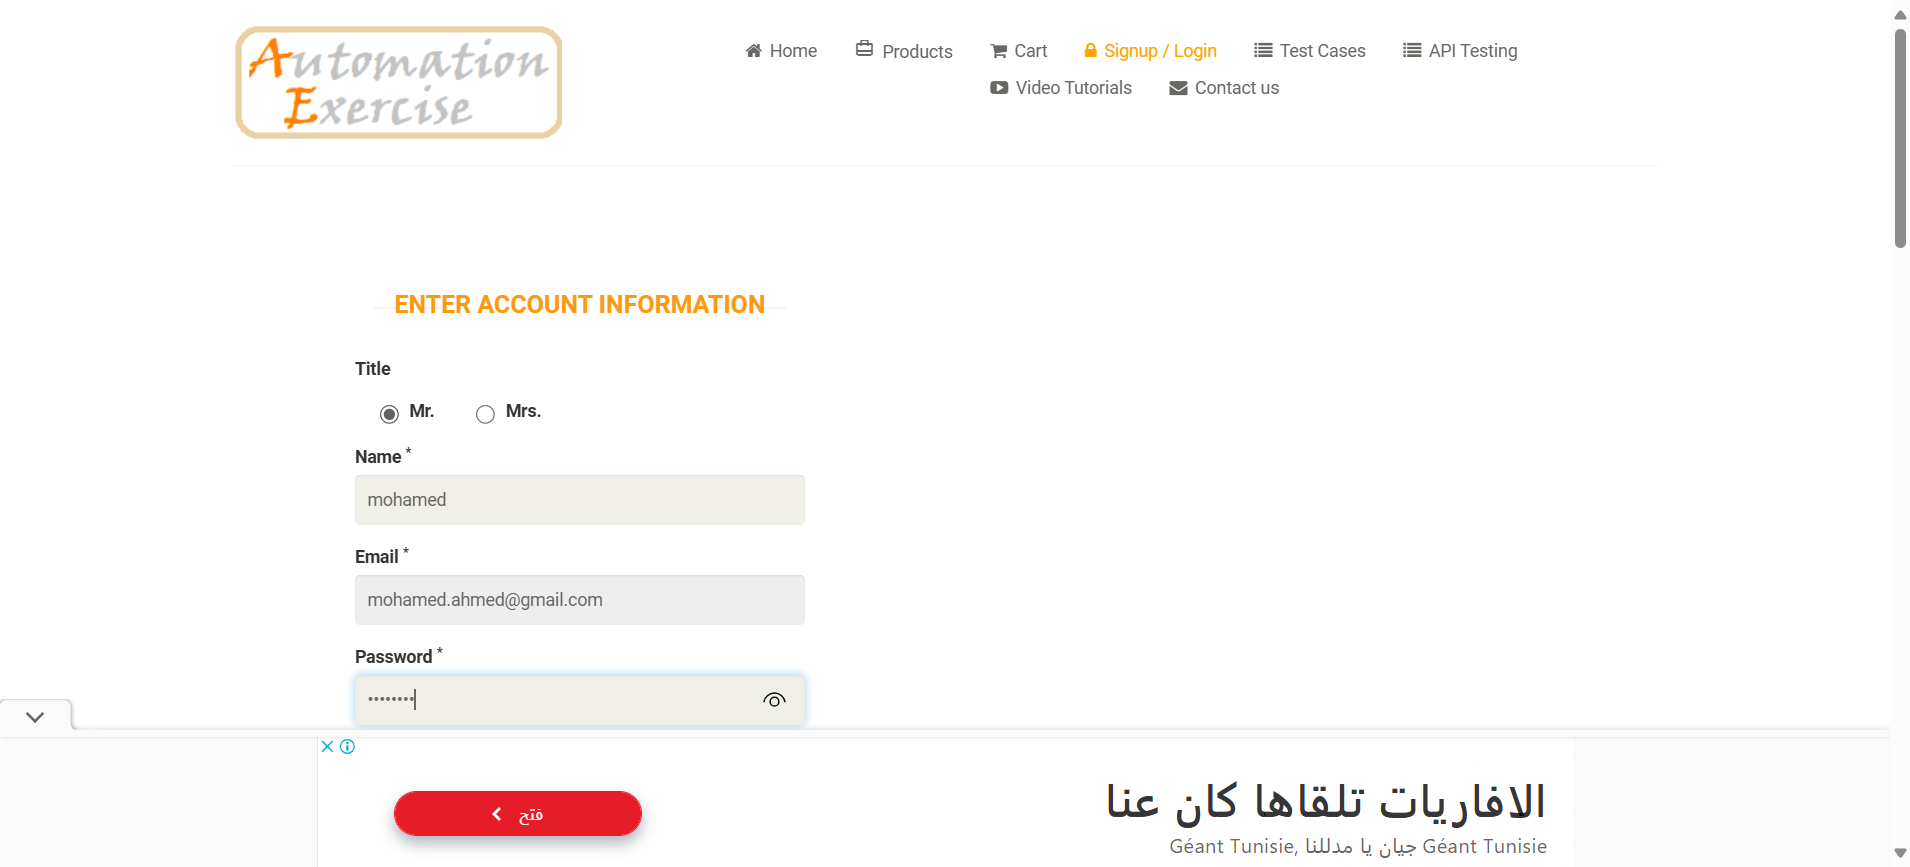 Automation
Exercise
Home
Products
Cart
Signup / Login
Test Cases
API Testing
Video Tutorials
Contact us
ENTER ACCOUNT INFORMATION
Title
Mr.
Mrs.
Name *
mohamed
Email *
mohamed.ahmed@gmail.com
Password *
••••••••
فتح
الافاريات تلقاها كان عنا
Géant Tunisie, جيان يا مدللنا Géant Tunisie